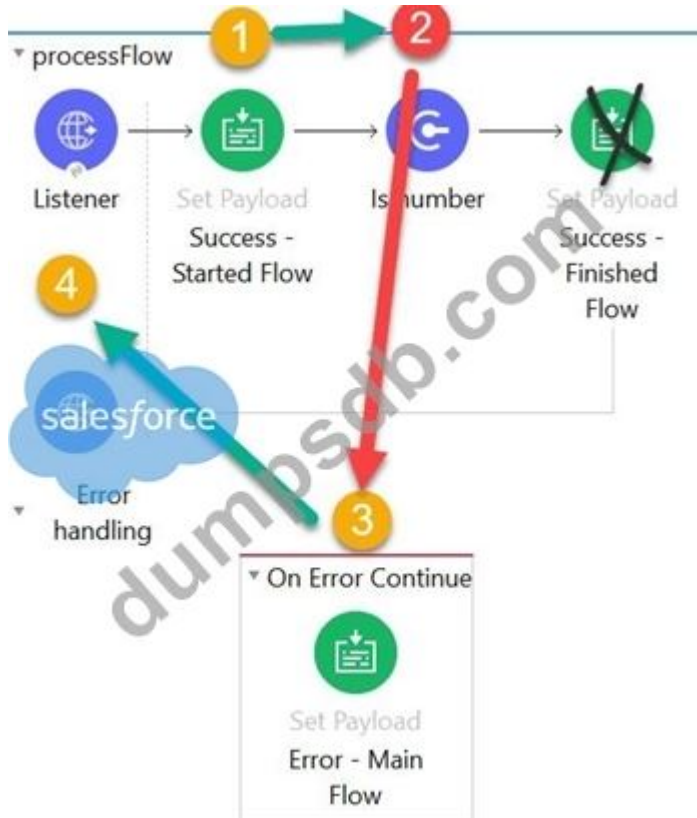 1
2
processFlow
Listener
Set Payload
Is number
Set Payload
Success -
Started Flow
Success -
Finished
Flow
4
salesforce
Error
handling
3
On Error Continue
Set Payload
Error - Main
Flow
dumpsdb.com